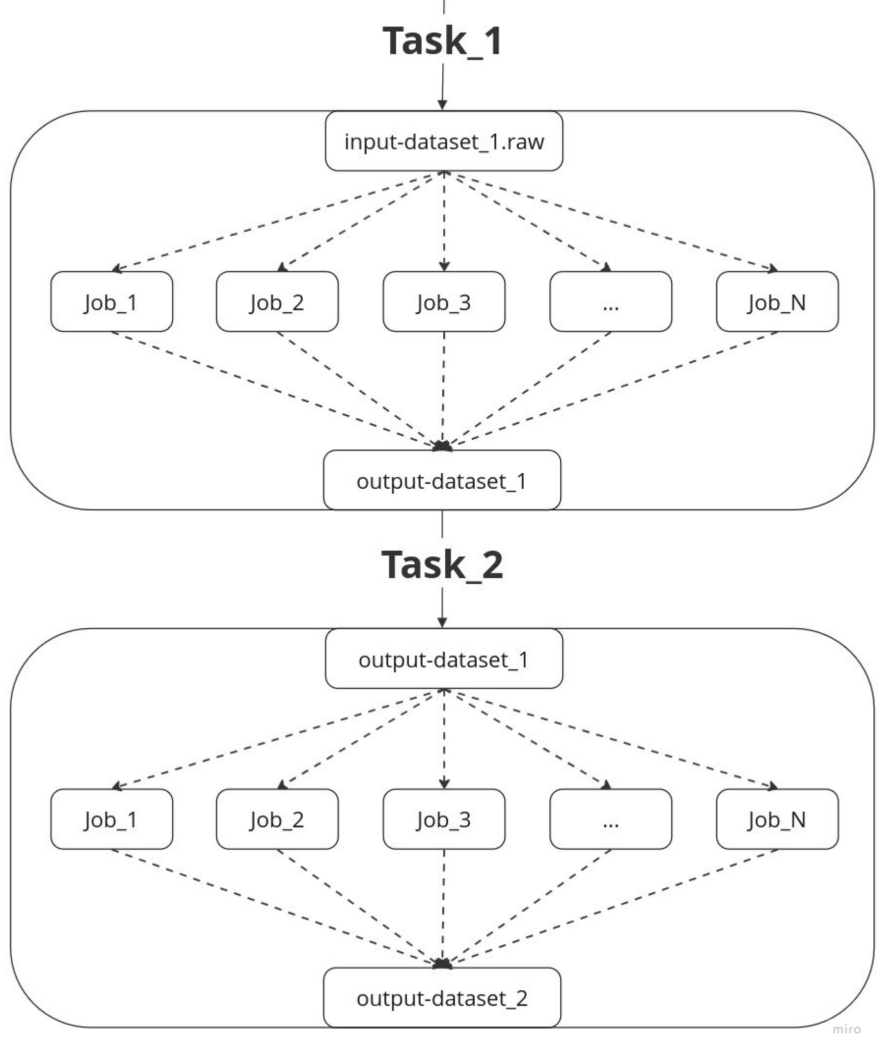 Task_1
input-dataset_1.raw
Job_1
Job_2
Job_3
...
Job_N
output-dataset_1
Task_2
output-dataset_1
Job_1
Job_2
Job_3
...
Job_N
output-dataset_2
miro